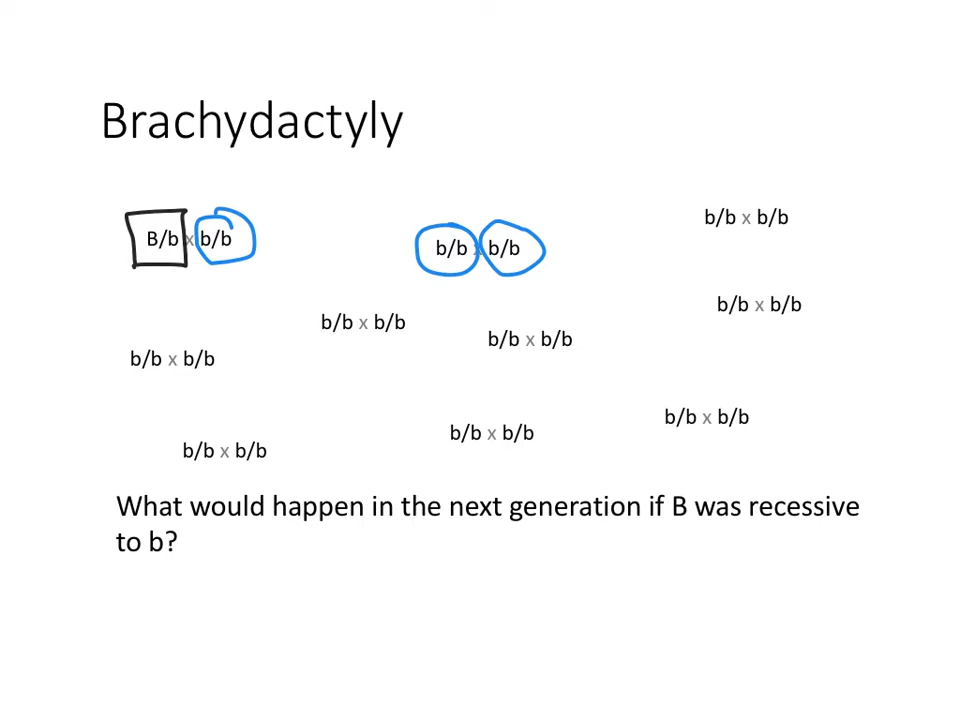 Brachydactyly
B/b x b/b
b/b x b/b
b/b x b/b
b/b x b/b
b/b x b/b
b/b x b/b
b/b x b/b
b/b x b/b
b/b x b/b
b/b x b/b
What would happen in the next generation if B was recessive
to b?